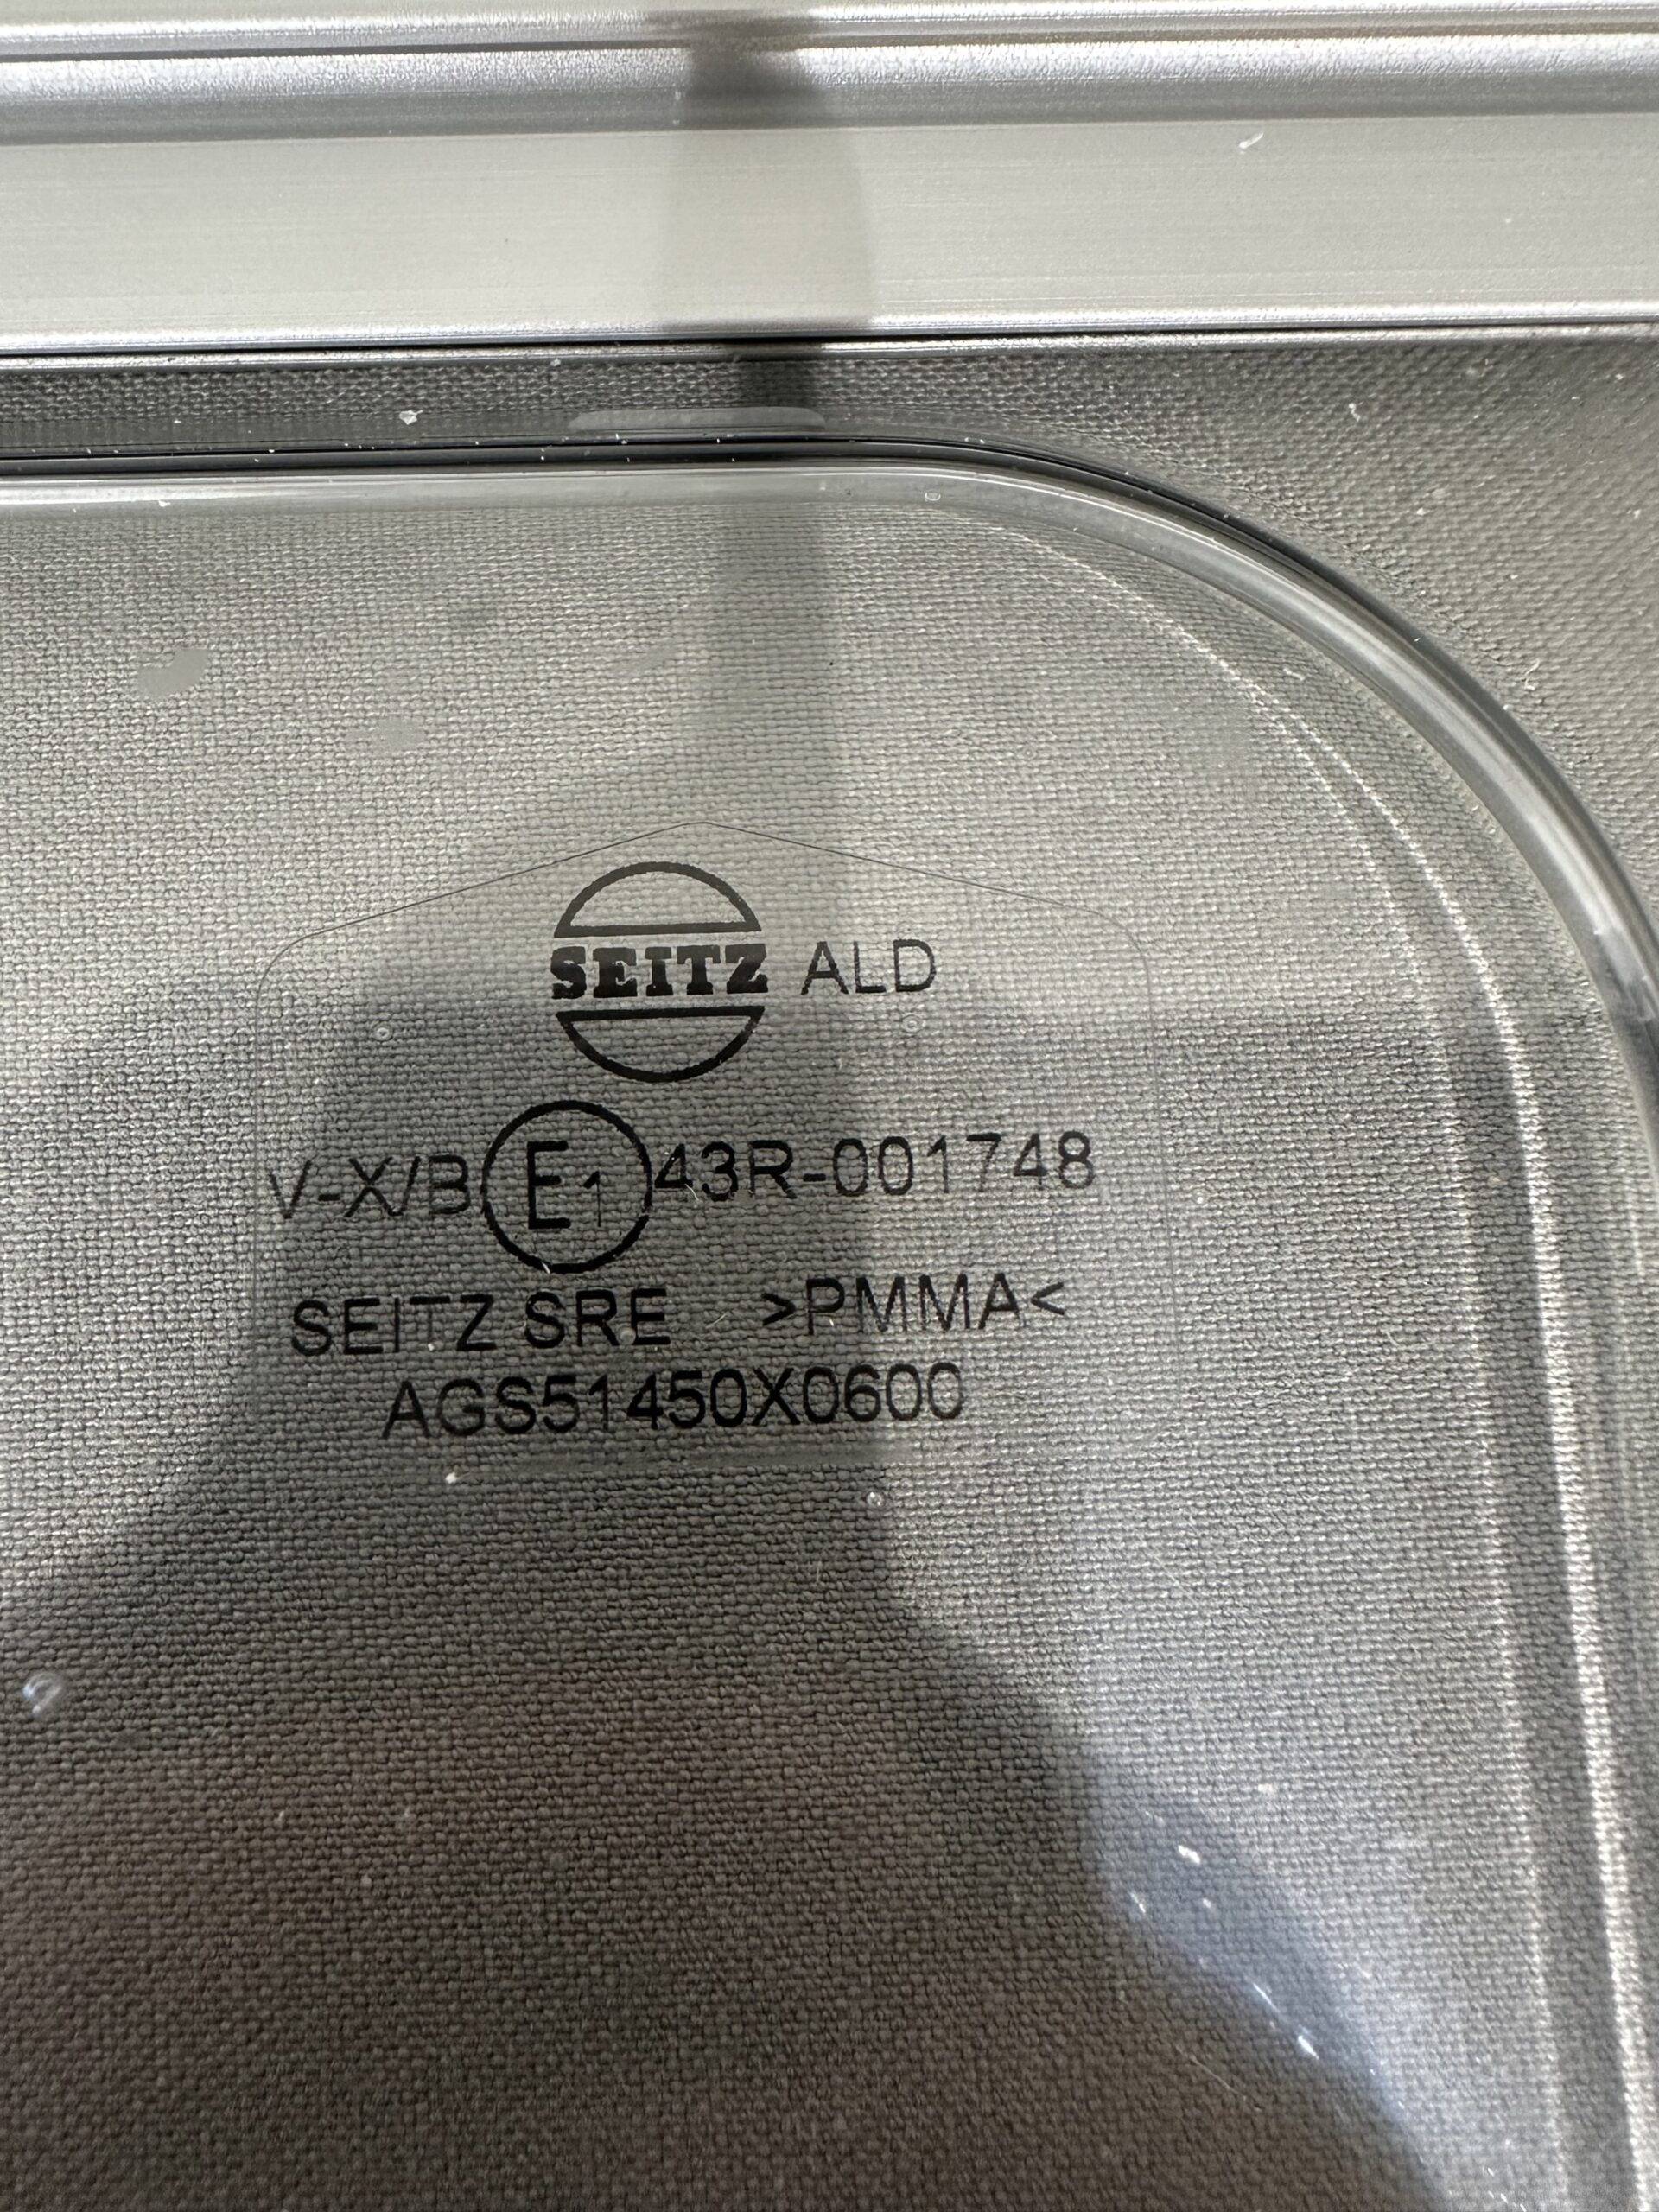 SEITZ ALD
V-X/B E1 43R-001748
SEITZ SRE >PMMA<
AGS51450X0600